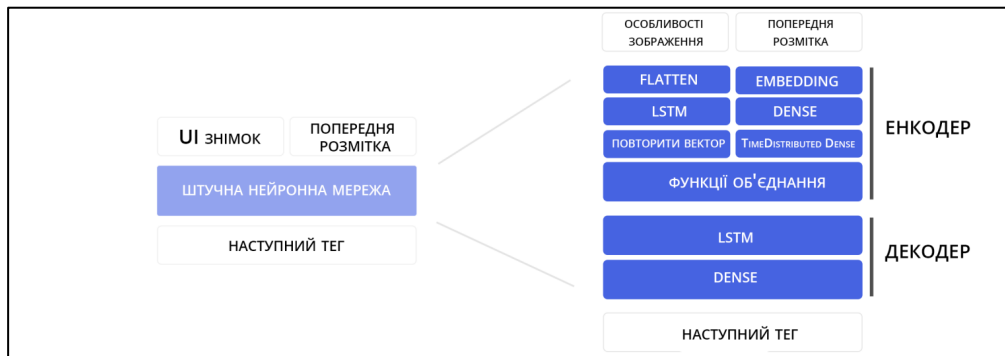 UI знімок
ПОПЕРЕДНЯ
РОЗМІТКА
ШТУЧНА НЕЙРОННА МЕРЕЖА
НАСТУПНИЙ ТЕГ
ОСОБЛИВОСТІ
ЗОБРАЖЕННЯ
ПОПЕРЕДНЯ
РОЗМІТКА
FLATTEN
EMBEDDING
LSTM
DENSE
ПОВТОРИТИ ВЕКТОР
TimeDistributed Dense
ФУНКЦІЇ ОБ'ЄДНАННЯ
ЕНКОДЕР
LSTM
DENSE
ДЕКОДЕР
НАСТУПНИЙ ТЕГ